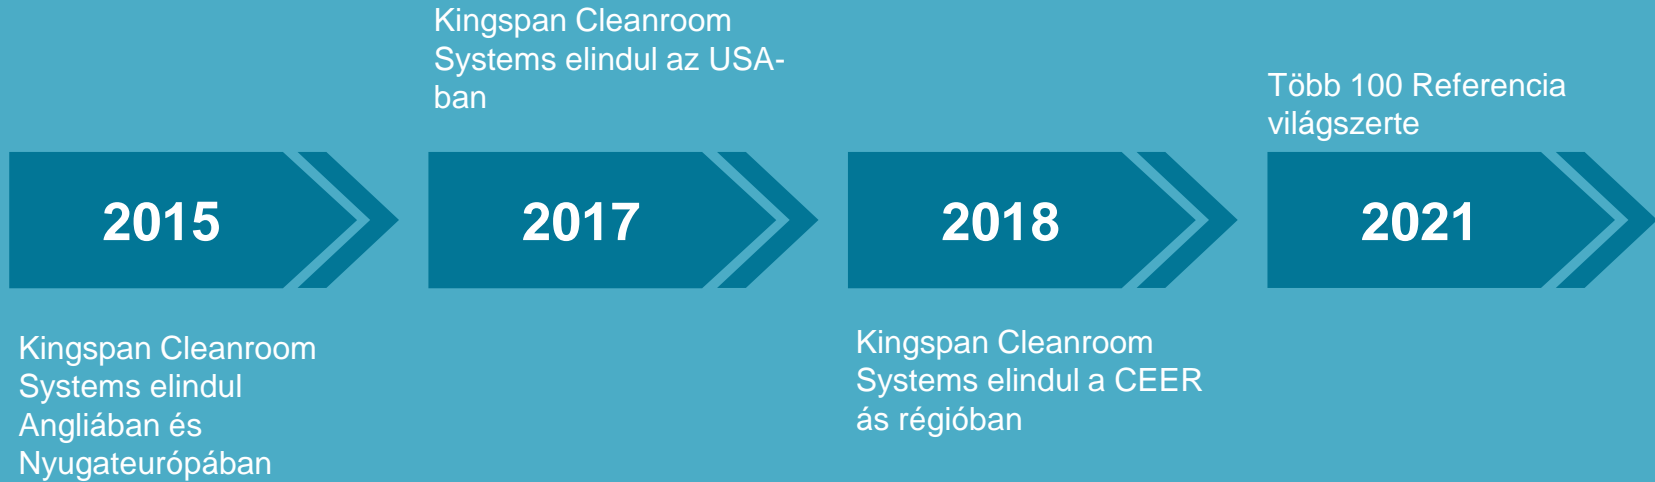 Kingspan Cleanroom
Systems elindul az USA-
ban
Több 100 Referencia
világszerte
2015
2017
2018
2021
Kingspan Cleanroom
Systems elindul
Angliában és
Nyugateurópában
Kingspan Cleanroom
Systems elindul a CEER
ás régióban